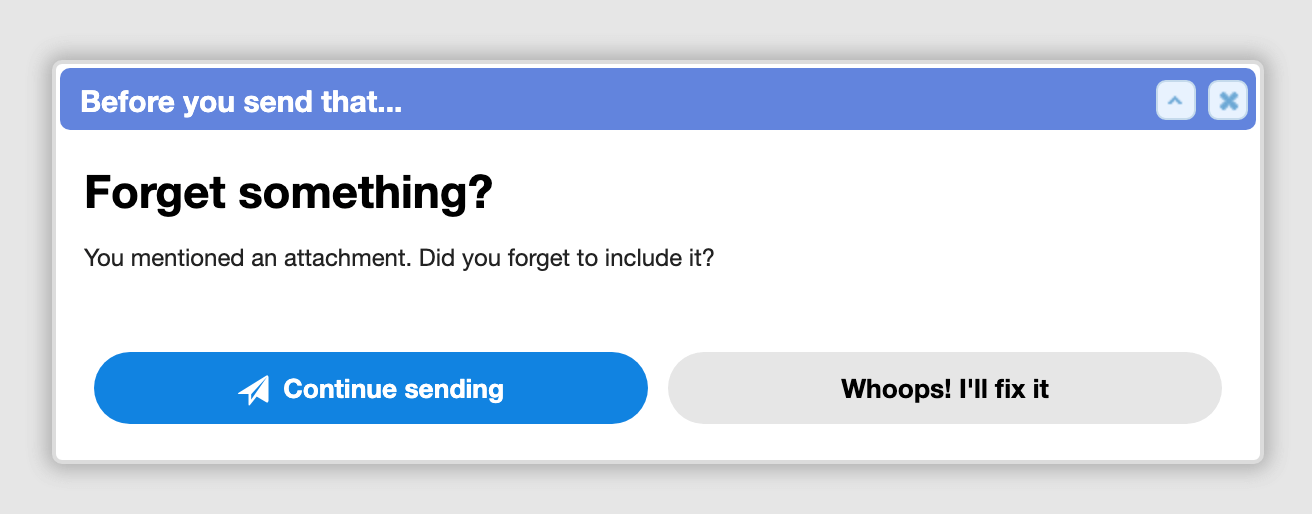 Before you send that...
Forget something?
You mentioned an attachment. Did you forget to include it?
Continue sending
Whoops! I'll fix it